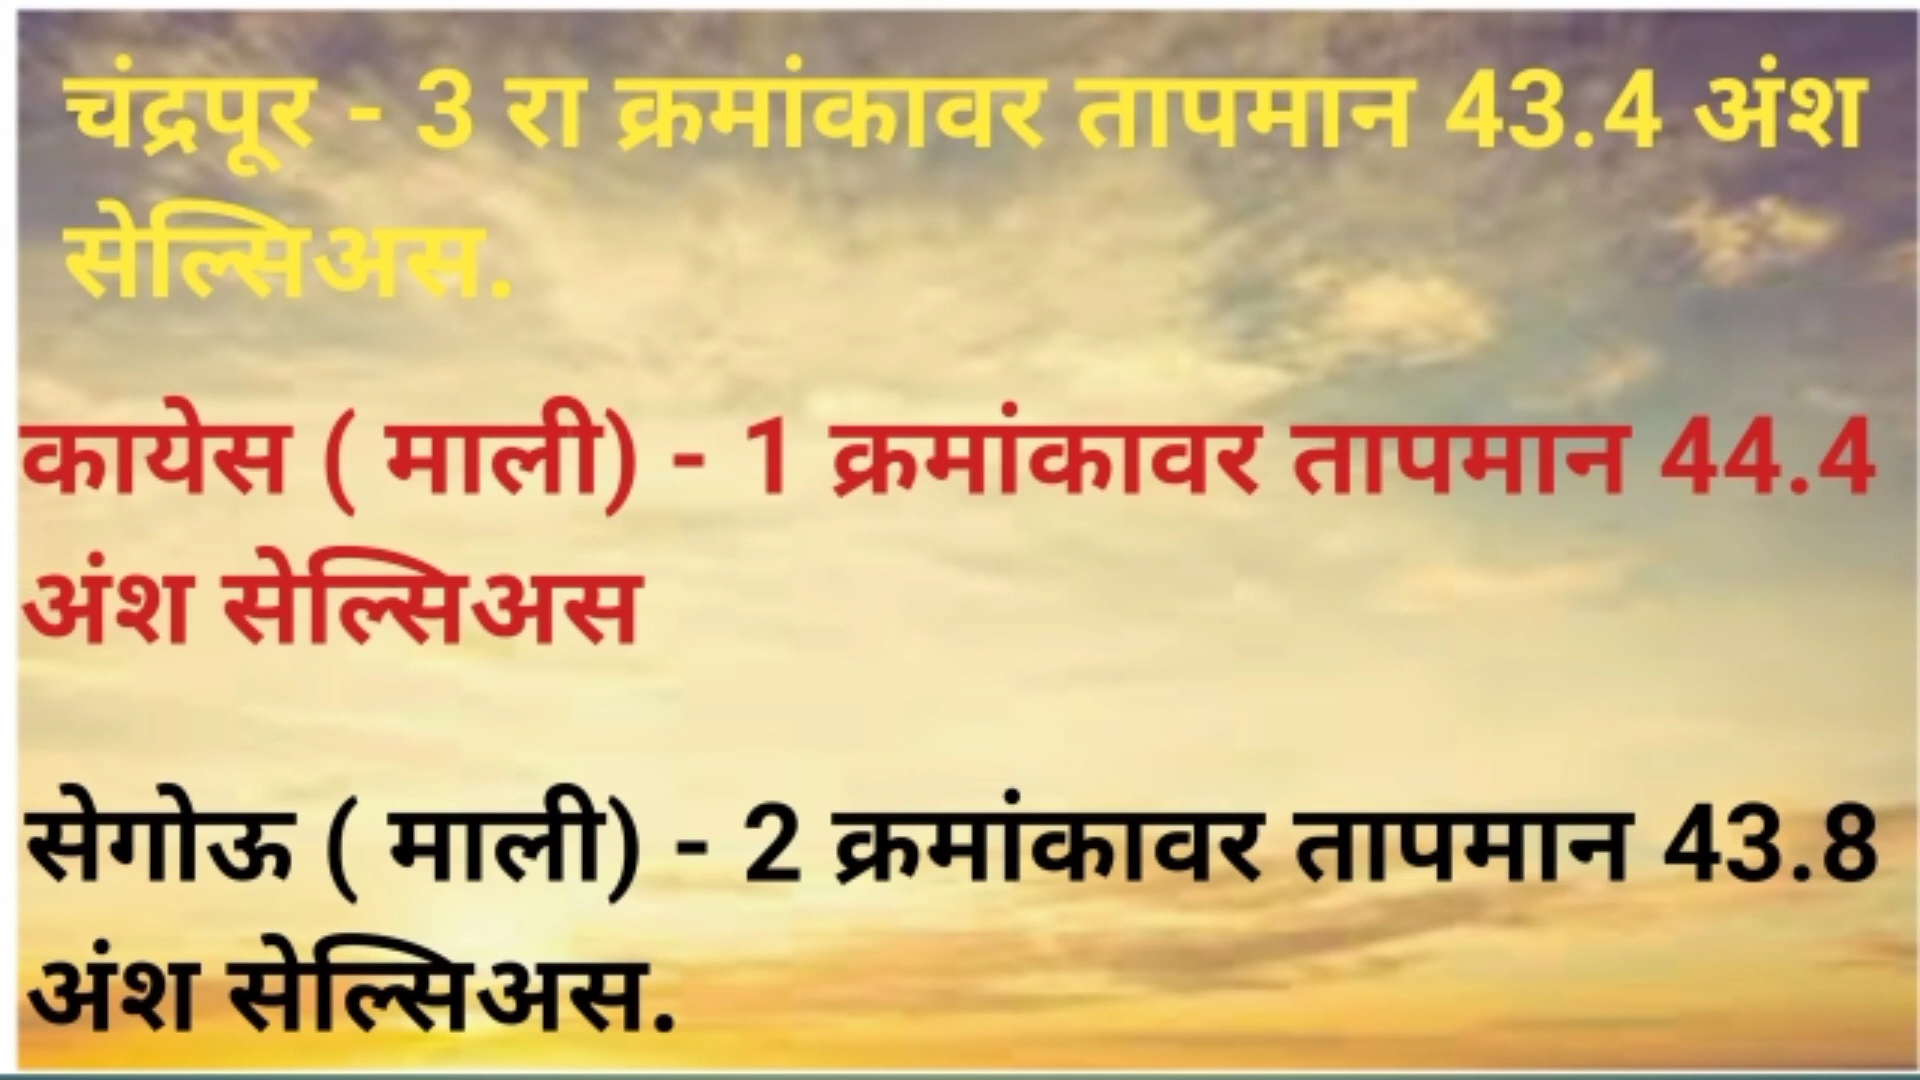 चंद्रपूर - 3 रा क्रमांकावर तापमान 43.4 अंश
सेल्सिअस.
कायेस ( माली) - 1 क्रमांकावर तापमान 44.4
अंश सेल्सिअस
सेगोऊ ( माली) - 2 क्रमांकावर तापमान 43.8
अंश सेल्सिअस.